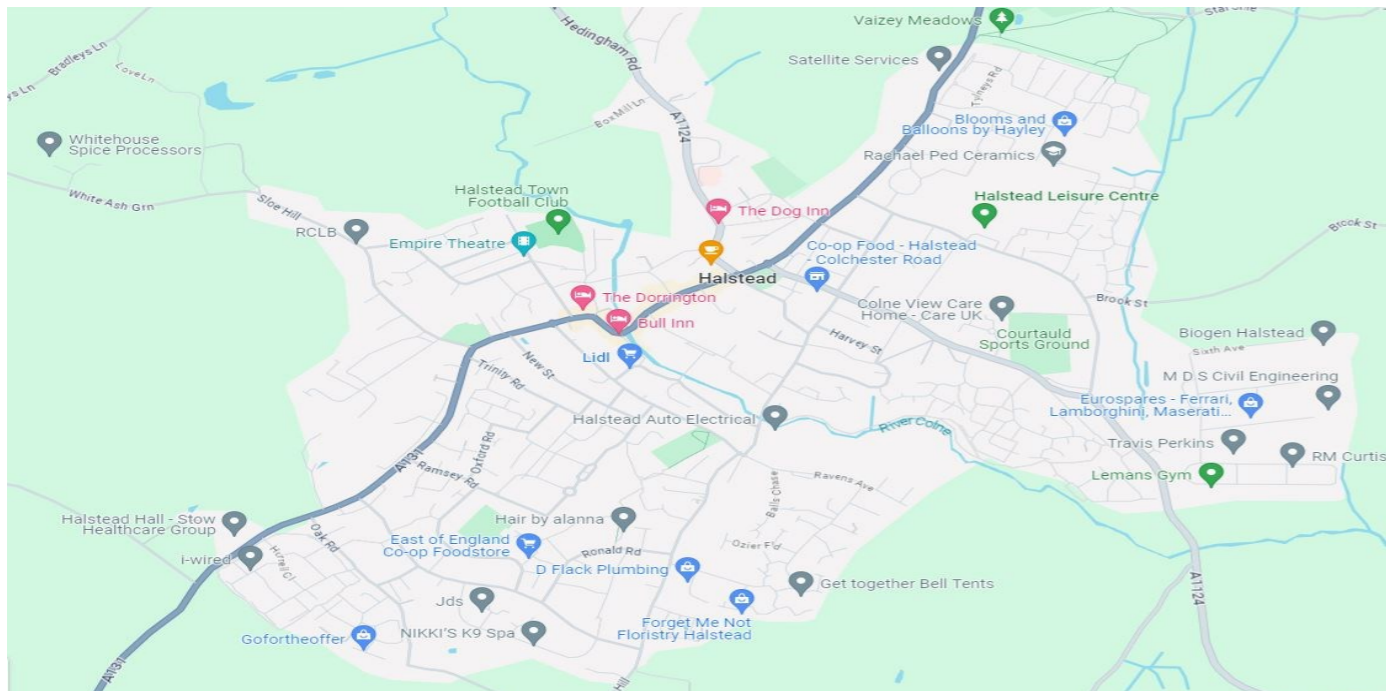 Vaizey Meadows
Star Stile
Hedingham Rd
Bradleys Ln
Love Ln
ys Ln
Satellite Services
Tylneys Rd
Box Mill Ln
A1124
Blooms and
Balloons by Hayley
Whitehouse
Spice Processors
Rachael Ped Ceramics
White Ash Grn
Sloe Hill
Halstead Town
Football Club
Halstead Leisure Centre
The Dog Inn
Brook St
RCLB
Empire Theatre
Co-op Food - Halstead
- Colchester Road
Halstead
The Dorrington
Colne View Care
Home - Care UK
Brook St
Bull Inn
Courtauld
Sports Ground
Biogen Halstead
Harvey St
Sixth Ave
Lidl
New St
Trinity Rd
M D S Civil Engineering
Eurospares - Ferrari,
Lamborghini, Maserati...
Halstead Auto Electrical
River Colne
Travis Perkins
RM Curtis
Oxford Rd
A131
Ramsey Rd
Ravens Ave
Lemans Gym
Balls Chase
Halstead Hall - Stow
Healthcare Group
Oak Rd
Hair by alanna
East of England
Co-op Foodstore
Ronald Rd
Ozier F'd
i-wired
Hurrell Cl
D Flack Plumbing
Get together Bell Tents
A1124
Jds
Forget Me Not
Floristry Halstead
Gofortheoffer
NIKKI'S K9 Spa
A131
Hill